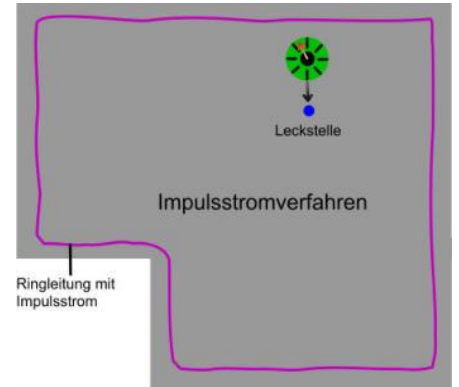 Leckstelle
Impulsstromverfahren
Ringleitung mit
Impulsstrom